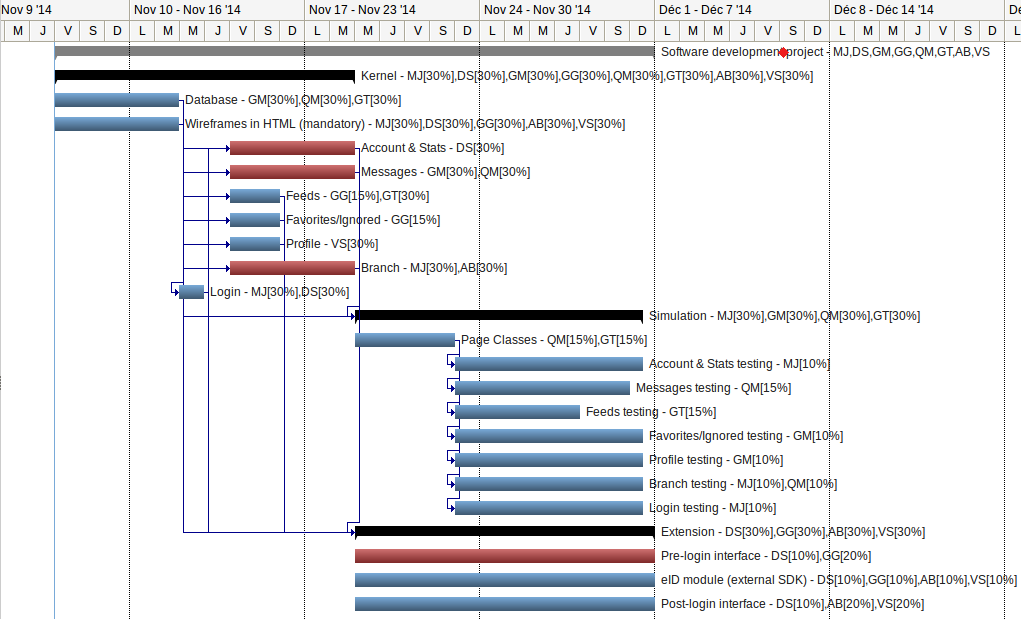 Nov 9 '14 Nov 10 - Nov 16 '14 Nov 17 - Nov 23 '14 Nov 24 - Nov 30 '14 Déc 1 - Déc 7 '14 Déc 8 - Déc 14 '14
M J V S D L M M J V S D L M M J V S D L M M J V S D L M M J V S D L M M J V S D L
Software development project - MJ,DS,GM,GG,QM,GT,AB,VS
Kernel - MJ[30%],DS[30%],GM[30%],GG[30%],QM[30%],GT[30%],AB[30%],VS[30%]
Database - GM[30%],QM[30%],GT[30%]
Wireframes in HTML (mandatory) - MJ[30%],DS[30%],GG[30%],AB[30%],VS[30%]
Account & Stats - DS[30%]
Messages - GM[30%],QM[30%]
Feeds - GG[15%],GT[30%]
Favorites/Ignored - GG[15%]
Profile - VS[30%]
Branch - MJ[30%],AB[30%]
Login - MJ[30%],DS[30%]
Simulation - MJ[30%],GM[30%],QM[30%],GT[30%]
Page Classes - QM[15%],GT[15%]
Account & Stats testing - MJ[10%]
Messages testing - QM[15%]
Feeds testing - GT[15%]
Favorites/Ignored testing - GM[10%]
Profile testing - GM[10%]
Branch testing - MJ[10%],QM[10%]
Login testing - MJ[10%]
Extension - DS[30%],GG[30%],AB[30%],VS[30%]
Pre-login interface - DS[10%],GG[20%]
eID module (external SDK) - DS[10%],GG[10%],AB[10%],VS[10%]
Post-login interface - DS[10%],AB[20%],VS[20%]